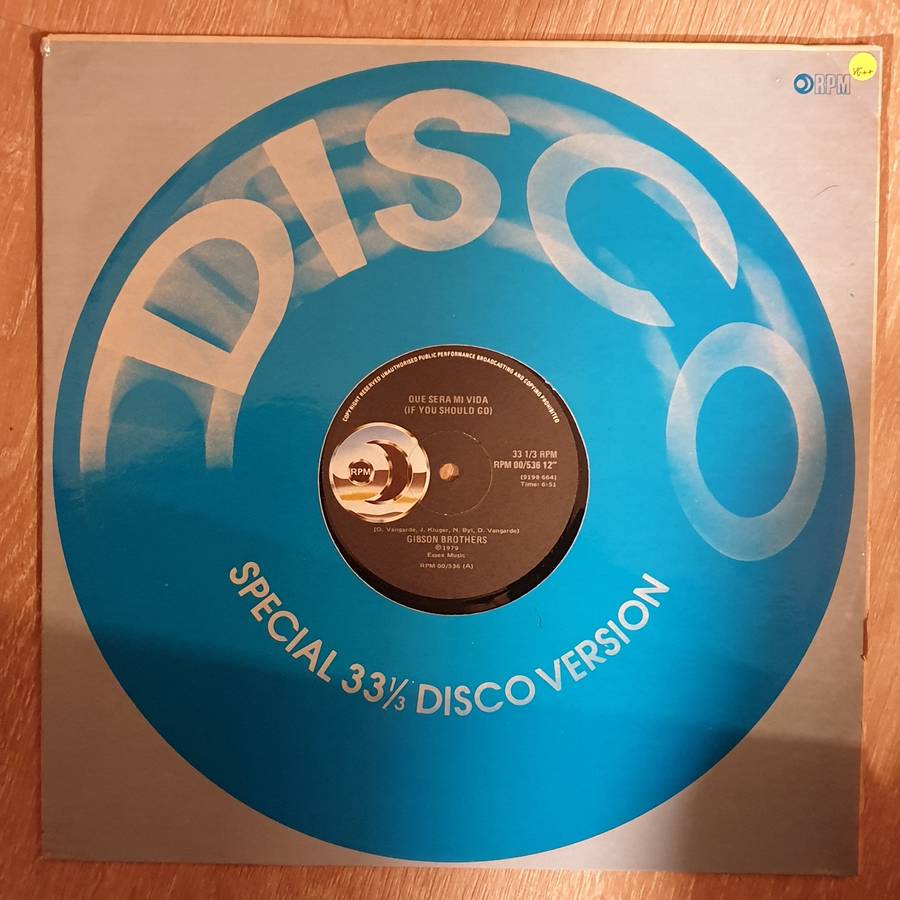 DISCO
RPM
VG++
COPYRIGHT RESERVED UNAUTHORISED PUBLIC PERFORMANCE BROADCASTING AND COPYING PROHIBITED
QUE SERA MI VIDA
(IF YOU SHOULD GO)
33 1/3 RPM
RPM 00/536 12"
(9198 664)
Time: 6:51
RPM
(D. Vangarde, J. Kluger, N. Byl, D. Vangarde)
GIBSON BROTHERS
©1979
Essex Music
RPM 00/536 (A)
SPECIAL 33⅓ DISCO VERSION